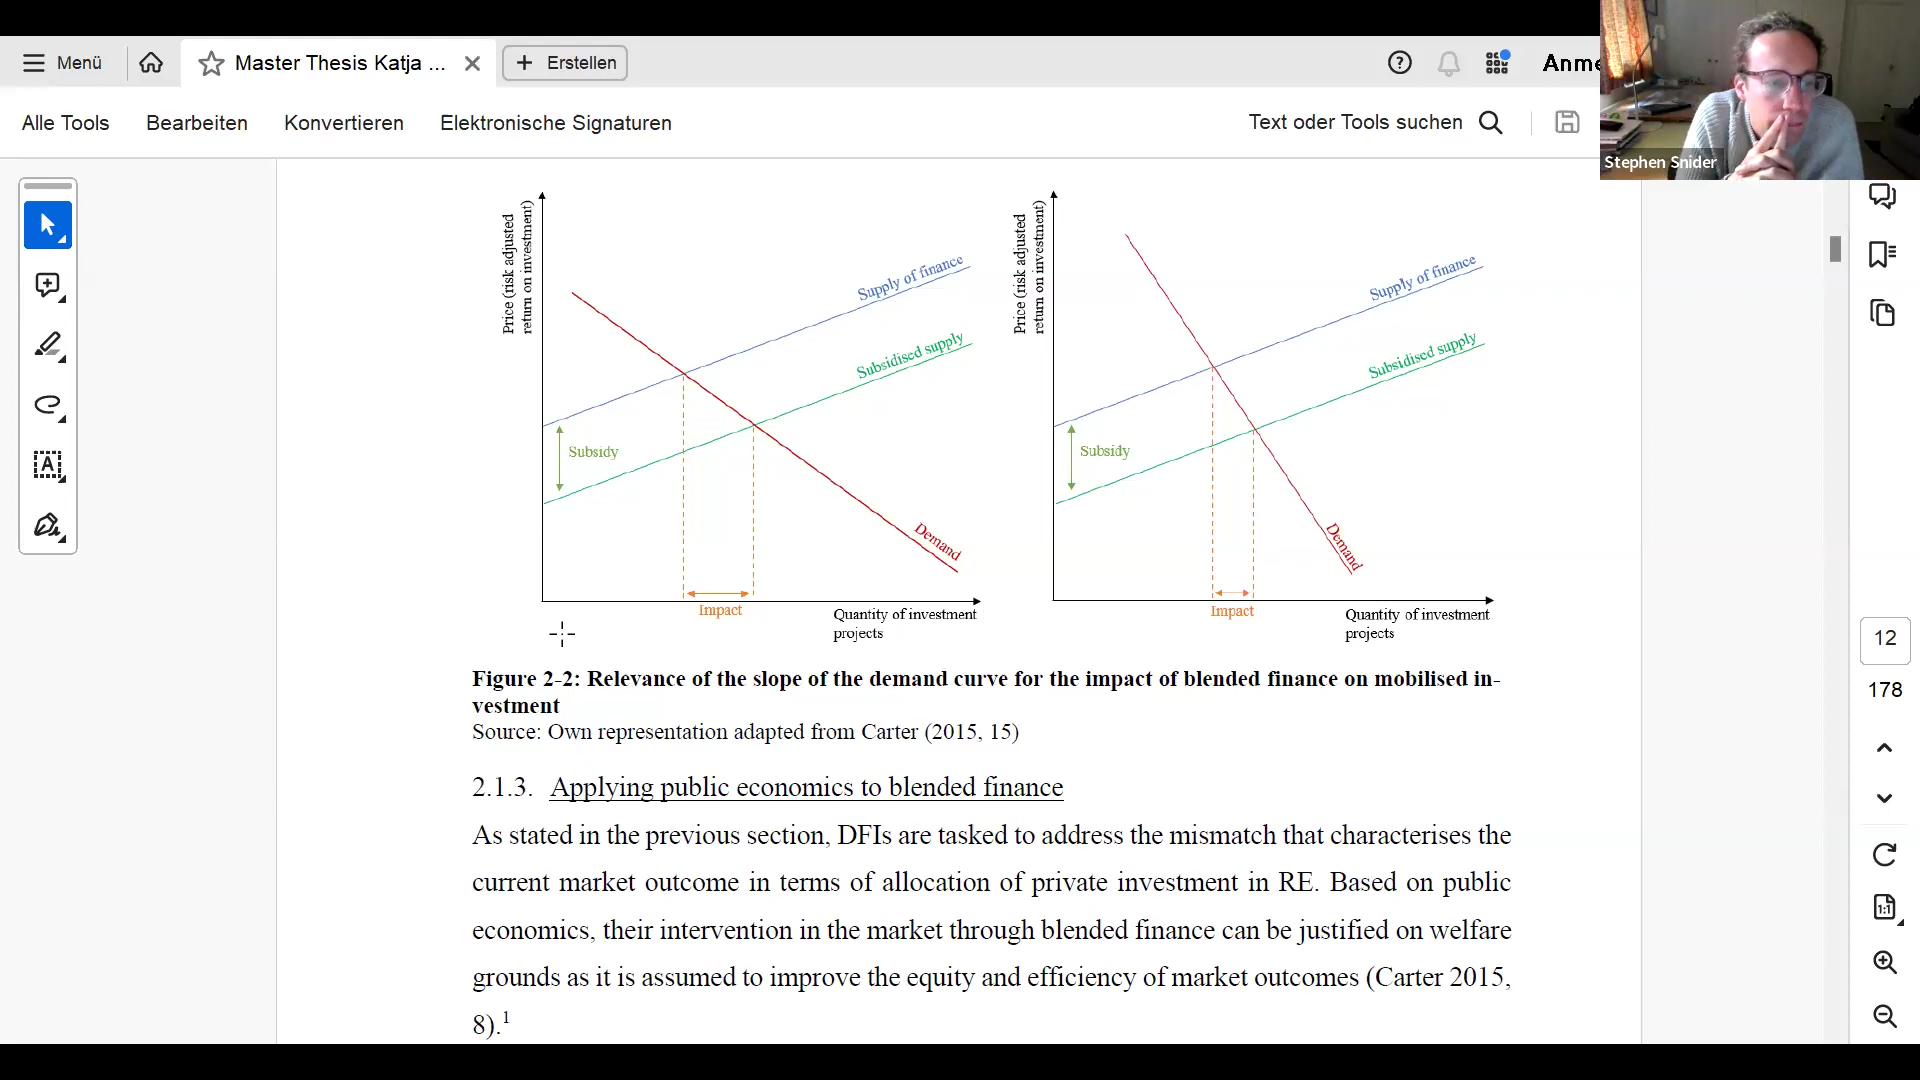 Menü
Master Thesis Katja ...
Erstellen
Anme
Alle Tools
Bearbeiten
Konvertieren
Elektronische Signaturen
Text oder Tools suchen
Stephen Snider
Price (risk adjusted
return on investment)
Supply of finance
Subsidised supply
Subsidy
Demand
Impact
Quantity of investment
projects
Price (risk adjusted
return on investment)
Supply of finance
Subsidised supply
Subsidy
Demand
Impact
Quantity of investment
projects
12
178
1:1
Figure 2-2: Relevance of the slope of the demand curve for the impact of blended finance on mobilised in-
vestment
Source: Own representation adapted from Carter (2015, 15)
2.1.3. Applying public economics to blended finance
As stated in the previous section, DFIs are tasked to address the mismatch that characterises the
current market outcome in terms of allocation of private investment in RE. Based on public
economics, their intervention in the market through blended finance can be justified on welfare
grounds as it is assumed to improve the equity and efficiency of market outcomes (Carter 2015,
8).1